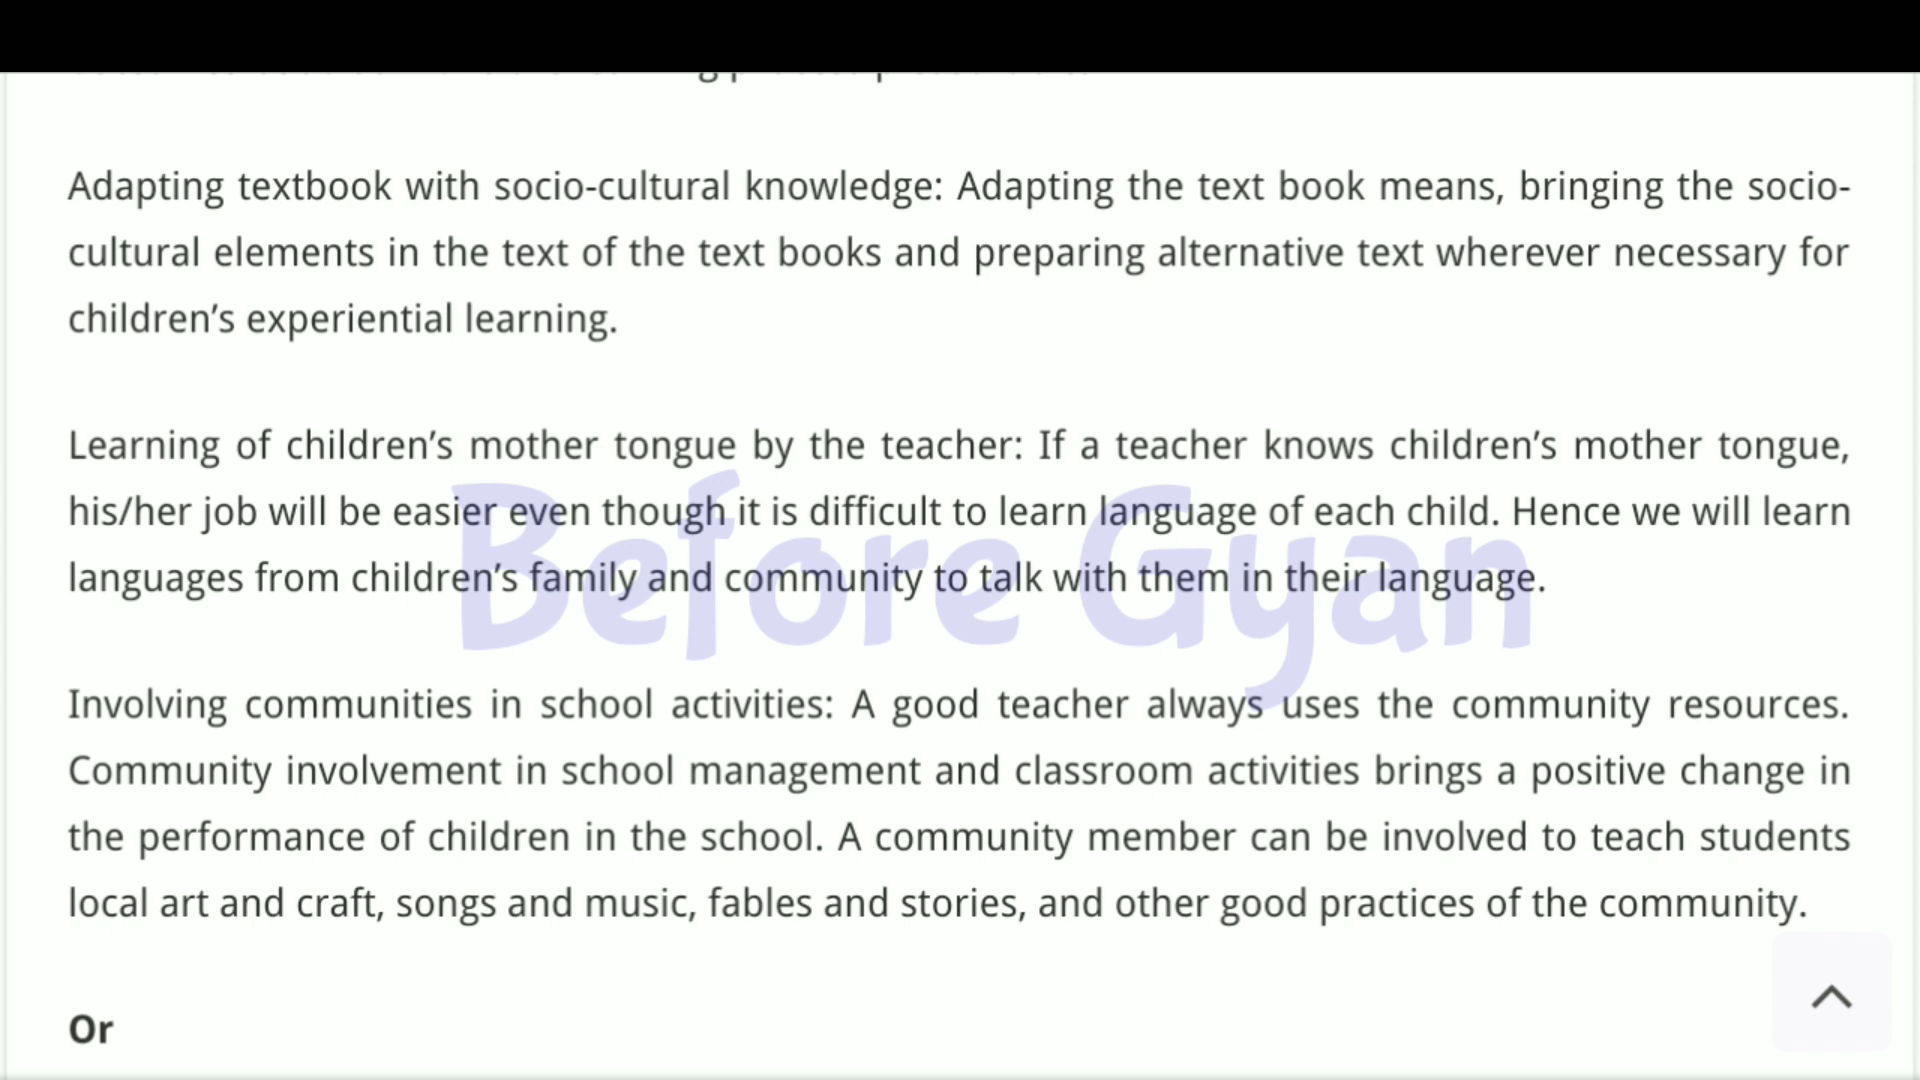 Adapting textbook with socio-cultural knowledge: Adapting the text book means, bringing the socio-
cultural elements in the text of the text books and preparing alternative text wherever necessary for
children’s experiential learning.
Learning of children’s mother tongue by the teacher: If a teacher knows children’s mother tongue,
his/her job will be easier even though it is difficult to learn language of each child. Hence we will learn
languages from children’s family and community to talk with them in their language.
Before Gyan
Involving communities in school activities: A good teacher always uses the community resources.
Community involvement in school management and classroom activities brings a positive change in
the performance of children in the school. A community member can be involved to teach students
local art and craft, songs and music, fables and stories, and other good practices of the community.
Or